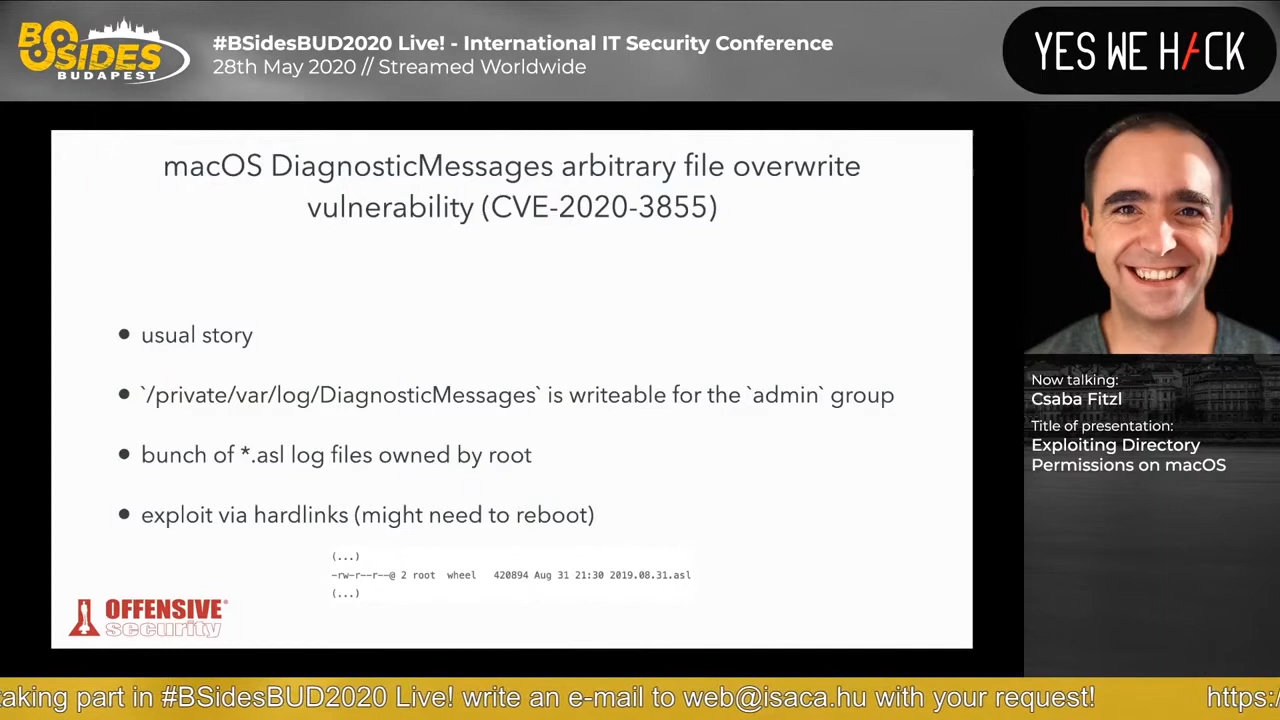 BSIDES
BUDAPEST
#BSidesBUD2020 Live! - International IT Security Conference
28th May 2020 // Streamed Worldwide
YES WE H/CK
macOS DiagnosticMessages arbitrary file overwrite
vulnerability (CVE-2020-3855)
• usual story
• `/private/var/log/DiagnosticMessages` is writeable for the `admin` group
• bunch of *.asl log files owned by root
• exploit via hardlinks (might need to reboot)
(...)
-rw-r--r--@ 2 root wheel 420894 Aug 31 21:30 2019.08.31.asl
(...)
OFFENSIVE®
security
Now talking:
Csaba Fitzl
Title of presentation:
Exploiting Directory
Permissions on macOS
taking part in #BSidesBUD2020 Live! write an e-mail to web@isaca.hu with your request! https:/